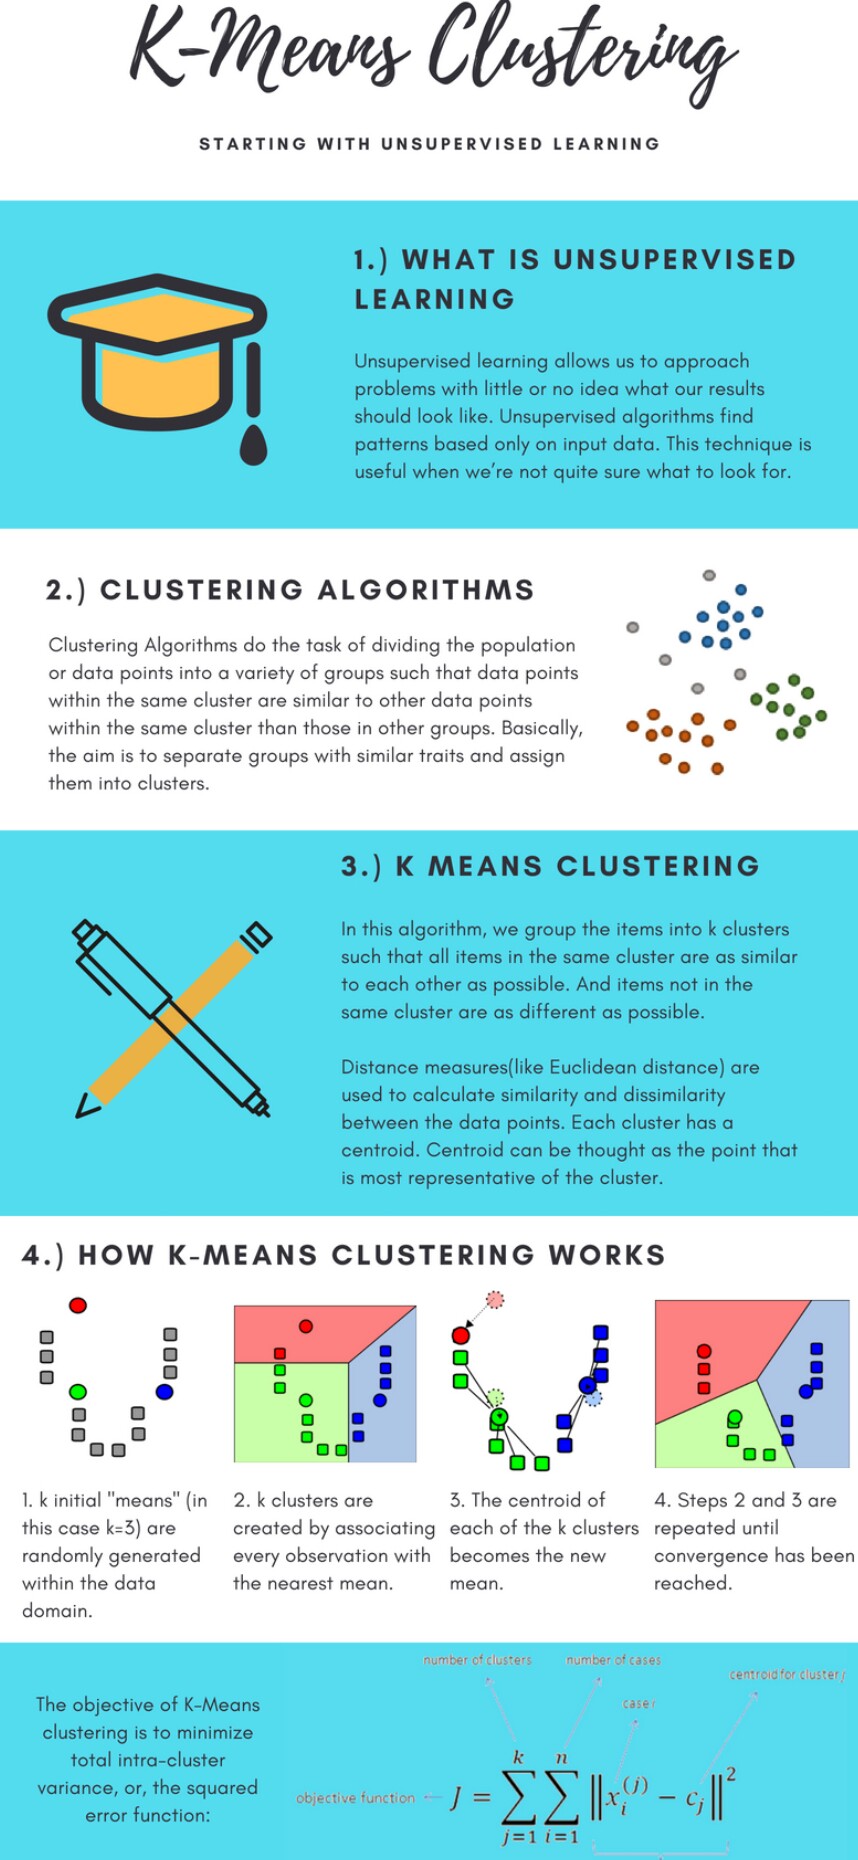 K-Means Clustering
STARTING WITH UNSUPERVISED LEARNING
1.) WHAT IS UNSUPERVISED
LEARNING
Unsupervised learning allows us to approach
problems with little or no idea what our results
should look like. Unsupervised algorithms find
patterns based only on input data. This technique is
useful when we're not quite sure what to look for.
2.) CLUSTERING ALGORITHMS
Clustering Algorithms do the task of dividing the population
or data points into a variety of groups such that data points
within the same cluster are similar to other data points
within the same cluster than those in other groups. Basically,
the aim is to separate groups with similar traits and assign
them into clusters.
3.) K MEANS CLUSTERING
In this algorithm, we group the items into k clusters
such that all items in the same cluster are as similar
to each other as possible. And items not in the
same cluster are as different as possible.
Distance measures(like Euclidean distance) are
used to calculate similarity and dissimilarity
between the data points. Each cluster has a
centroid. Centroid can be thought as the point that
is most representative of the cluster.
4.) HOW K-MEANS CLUSTERING WORKS
1. k initial "means" (in
this case k=3) are
randomly generated
within the data
domain.
2. k clusters are
created by associating
every observation with
the nearest mean.
3. The centroid of
each of the k clusters
becomes the new
mean.
4. Steps 2 and 3 are
repeated until
convergence has been
reached.
The objective of K-Means
clustering is to minimize
total intra-cluster
variance, or, the squared
error function:
number of clusters
number of cases
centroid for cluster j
case i
objective function ← J = ∑_{j=1}^{k} ∑_{i=1}^{n} ‖x_i^{(j)} − c_j‖²